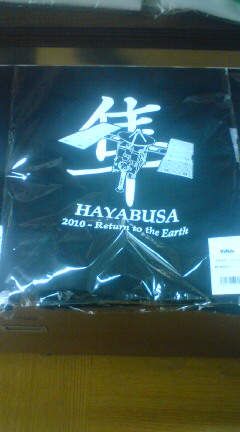 隼
HAYABUSA
2010 - Return to the Earth